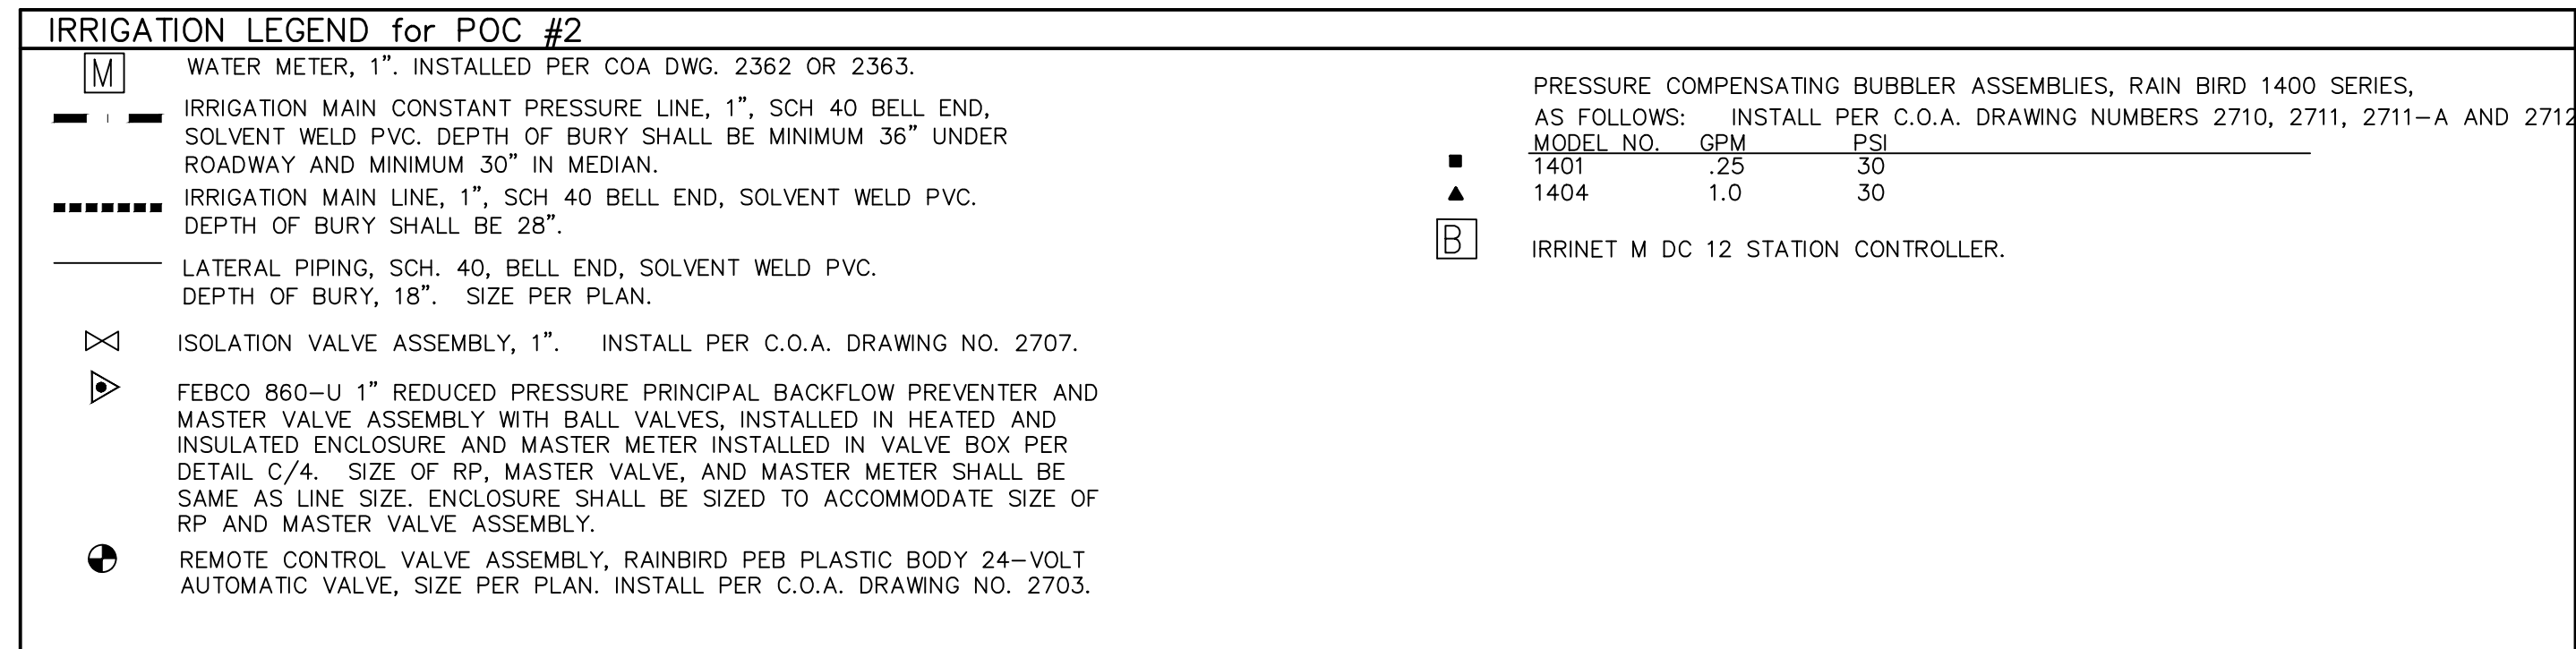 IRRIGATION LEGEND for POC #2
M
WATER METER, 1". INSTALLED PER COA DWG. 2362 OR 2363.
IRRIGATION MAIN CONSTANT PRESSURE LINE, 1", SCH 40 BELL END,
SOLVENT WELD PVC. DEPTH OF BURY SHALL BE MINIMUM 36" UNDER
ROADWAY AND MINIMUM 30" IN MEDIAN.
IRRIGATION MAIN LINE, 1", SCH 40 BELL END, SOLVENT WELD PVC.
DEPTH OF BURY SHALL BE 28".
LATERAL PIPING, SCH. 40, BELL END, SOLVENT WELD PVC.
DEPTH OF BURY, 18". SIZE PER PLAN.
ISOLATION VALVE ASSEMBLY, 1". INSTALL PER C.O.A. DRAWING NO. 2707.
FEBCO 860-U 1" REDUCED PRESSURE PRINCIPAL BACKFLOW PREVENTER AND
MASTER VALVE ASSEMBLY WITH BALL VALVES, INSTALLED IN HEATED AND
INSULATED ENCLOSURE AND MASTER METER INSTALLED IN VALVE BOX PER
DETAIL C/4. SIZE OF RP, MASTER VALVE, AND MASTER METER SHALL BE
SAME AS LINE SIZE. ENCLOSURE SHALL BE SIZED TO ACCOMMODATE SIZE OF
RP AND MASTER VALVE ASSEMBLY.
REMOTE CONTROL VALVE ASSEMBLY, RAINBIRD PEB PLASTIC BODY 24-VOLT
AUTOMATIC VALVE, SIZE PER PLAN. INSTALL PER C.O.A. DRAWING NO. 2703.
PRESSURE COMPENSATING BUBBLER ASSEMBLIES, RAIN BIRD 1400 SERIES,
AS FOLLOWS: INSTALL PER C.O.A. DRAWING NUMBERS 2710, 2711, 2711-A AND 2712
MODEL NO. GPM PSI
1401 .25 30
1404 1.0 30
B
IRRINET M DC 12 STATION CONTROLLER.